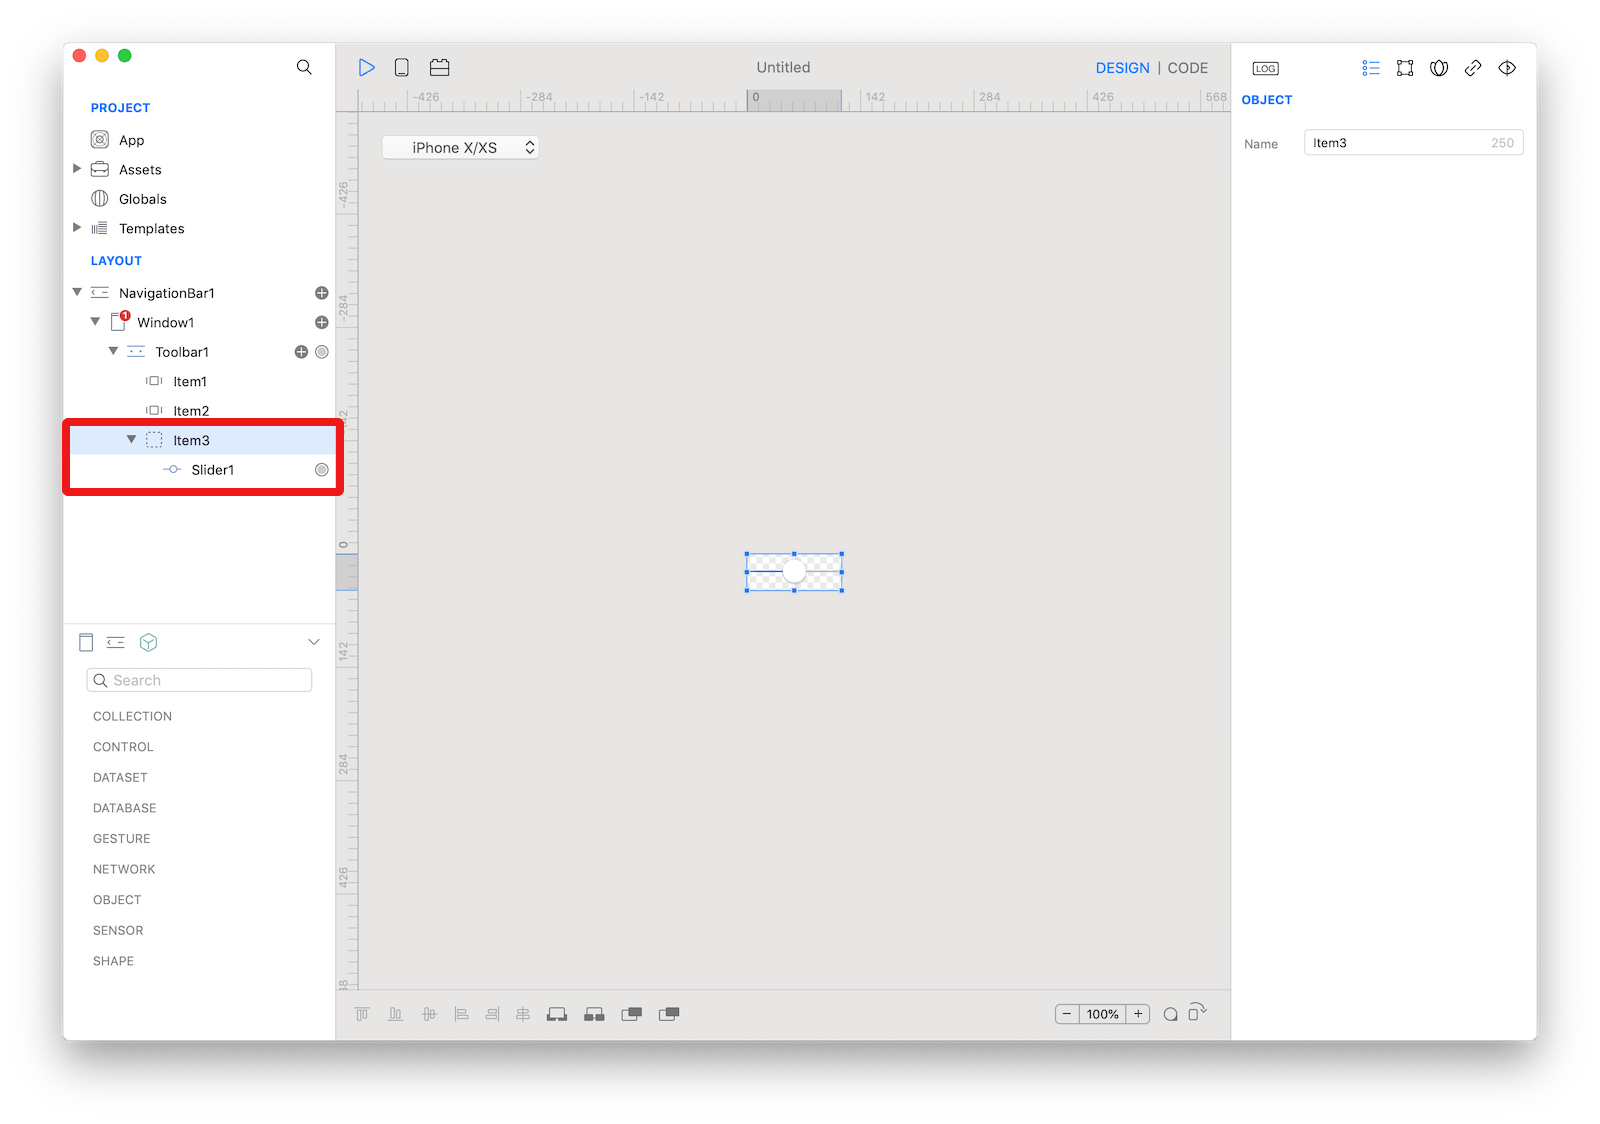 Untitled
DESIGN | CODE
LOG
PROJECT
App
Assets
Globals
Templates
LAYOUT
NavigationBar1
1
Window1
Toolbar1
Item1
Item2
Item3
Slider1
Search
COLLECTION
CONTROL
DATASET
DATABASE
GESTURE
NETWORK
OBJECT
SENSOR
SHAPE
-426 -284 -142 0 142 284 426 568
iPhone X/XS
-426
-284
0
142
284
426
100%
OBJECT
Name Item3 250